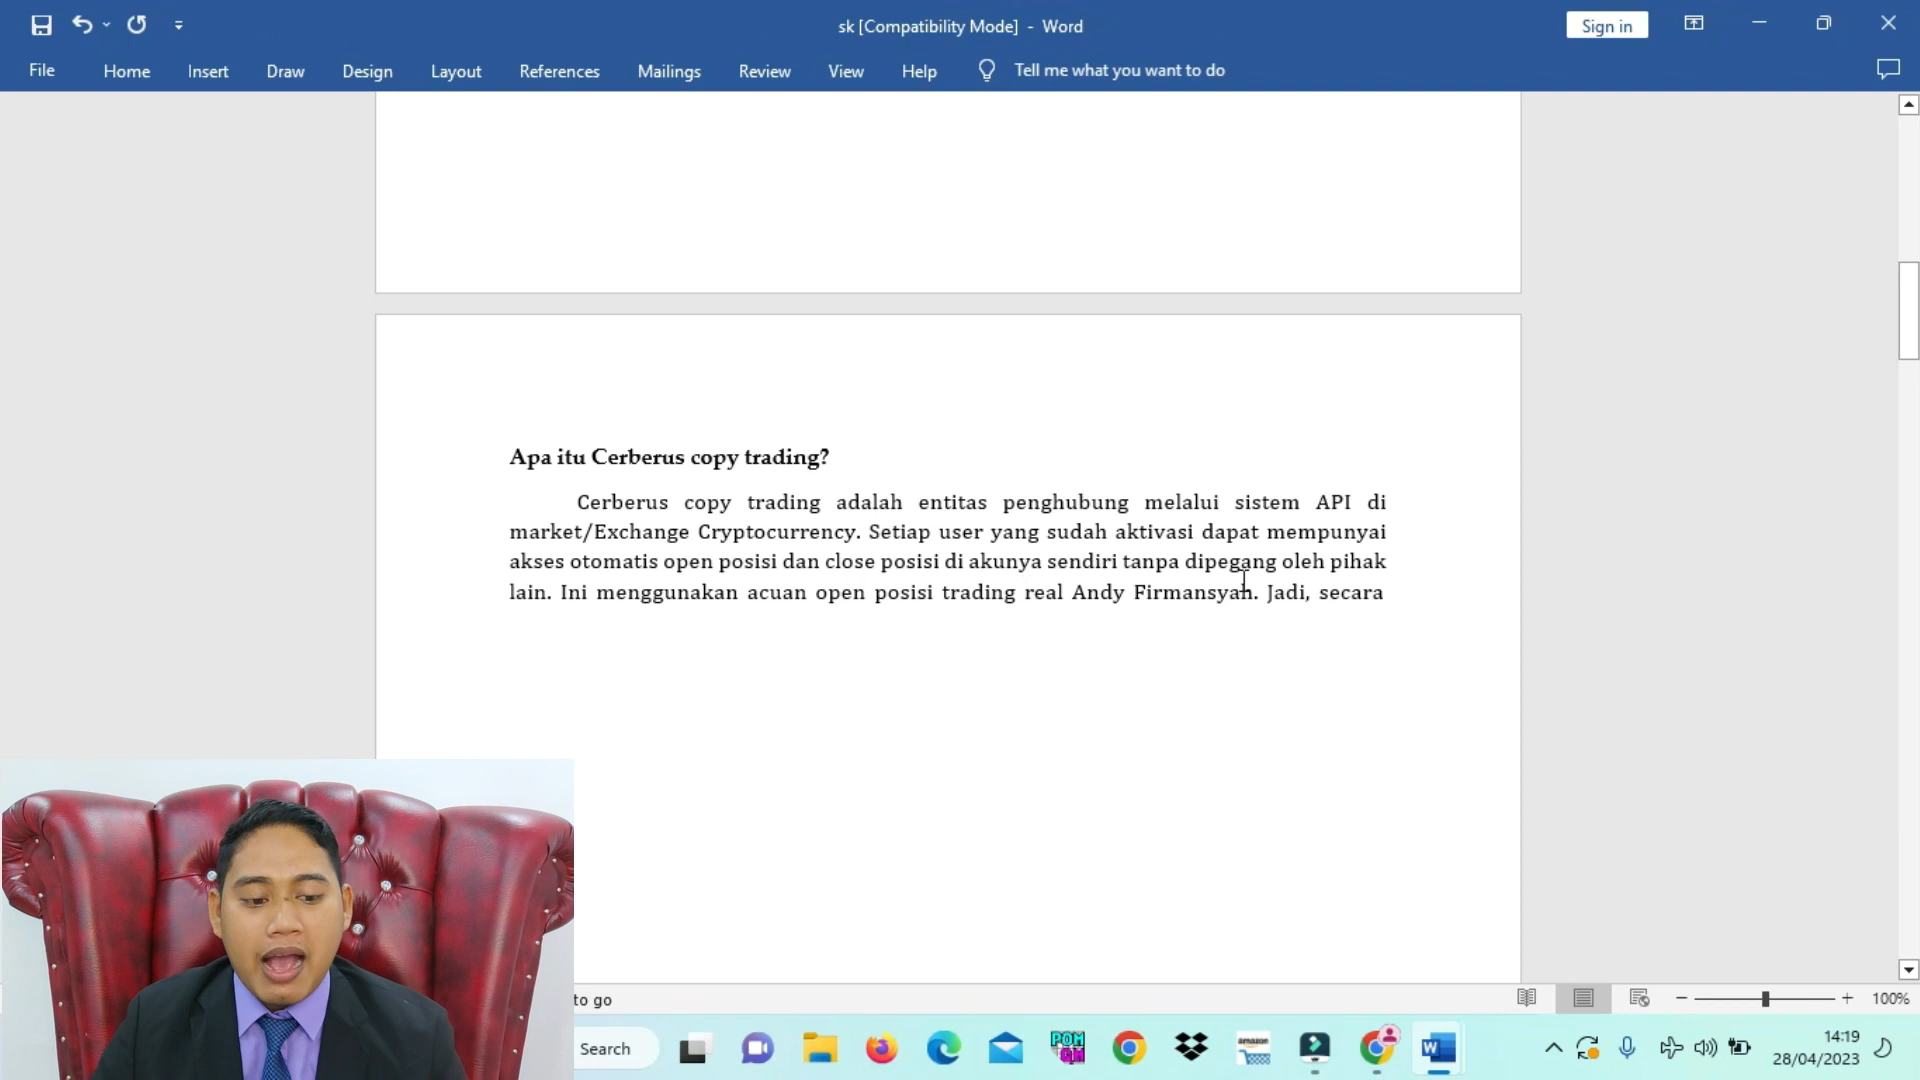 sk [Compatibility Mode] - Word
Sign in
File Home Insert Draw Design Layout References Mailings Review View Help Tell me what you want to do
Apa itu Cerberus copy trading?
Cerberus copy trading adalah entitas penghubung melalui sistem API di
market/Exchange Cryptocurrency. Setiap user yang sudah aktivasi dapat mempunyai
akses otomatis open posisi dan close posisi di akunya sendiri tanpa dipegang oleh pihak
lain. Ini menggunakan acuan open posisi trading real Andy Firmansyah. Jadi, secara
to go
100%
Search
POM
QM
amazon
W
14:19
28/04/2023